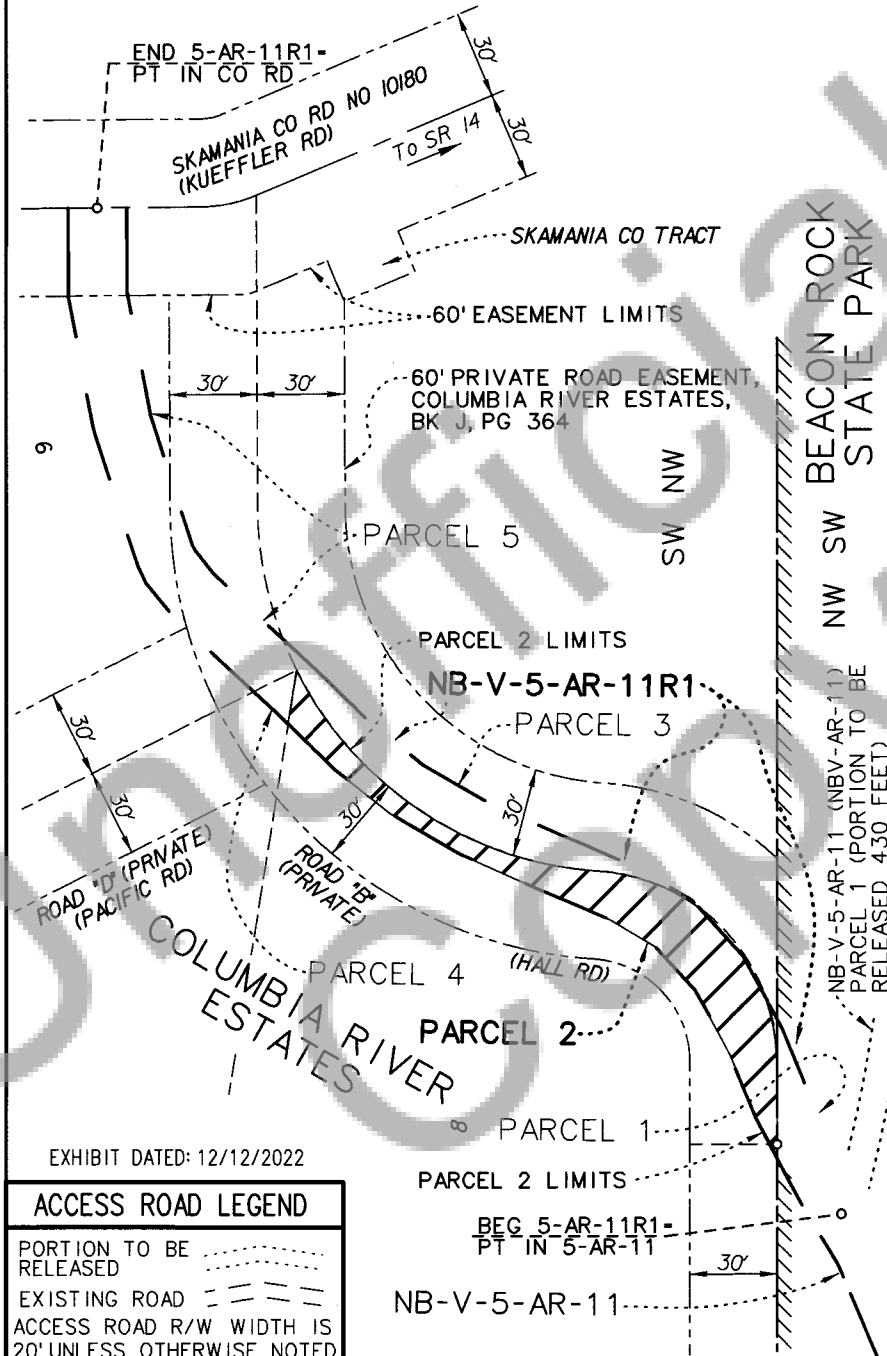 END 5-AR-11R1=
PT IN CO RD
30'
SKAMANIA CO RD NO 10180
(KUEFFLER RD)
To SR 14
30'
SKAMANIA CO TRACT
60' EASEMENT LIMITS
30'
30'
60' PRIVATE ROAD EASEMENT,
COLUMBIA RIVER ESTATES,
BK J, PG 364
6
SW NW
NW SW
BEACON ROCK
STATE PARK
PARCEL 5
PARCEL 2 LIMITS
NB-V-5-AR-11R1
PARCEL 3
30'
30'
30'
30'
ROAD "D" (PRIVATE)
(PACIFIC RD)
ROAD "B"
(PRIVATE)
(HALL RD)
NB-V-5-AR-11 (NBV-AR-11)
PARCEL 1 (PORTION TO BE
RELEASED 430 FEET)
COLUMBIA RIVER
ESTATES
PARCEL 4
PARCEL 2
8
PARCEL 1
PARCEL 2 LIMITS
BEG 5-AR-11R1=
PT IN 5-AR-11
30'
NB-V-5-AR-11
EXHIBIT DATED: 12/12/2022
ACCESS ROAD LEGEND
PORTION TO BE
RELEASED
EXISTING ROAD
ACCESS ROAD R/W WIDTH IS
20' UNLESS OTHERWISE NOTED
Unofficial
Copy